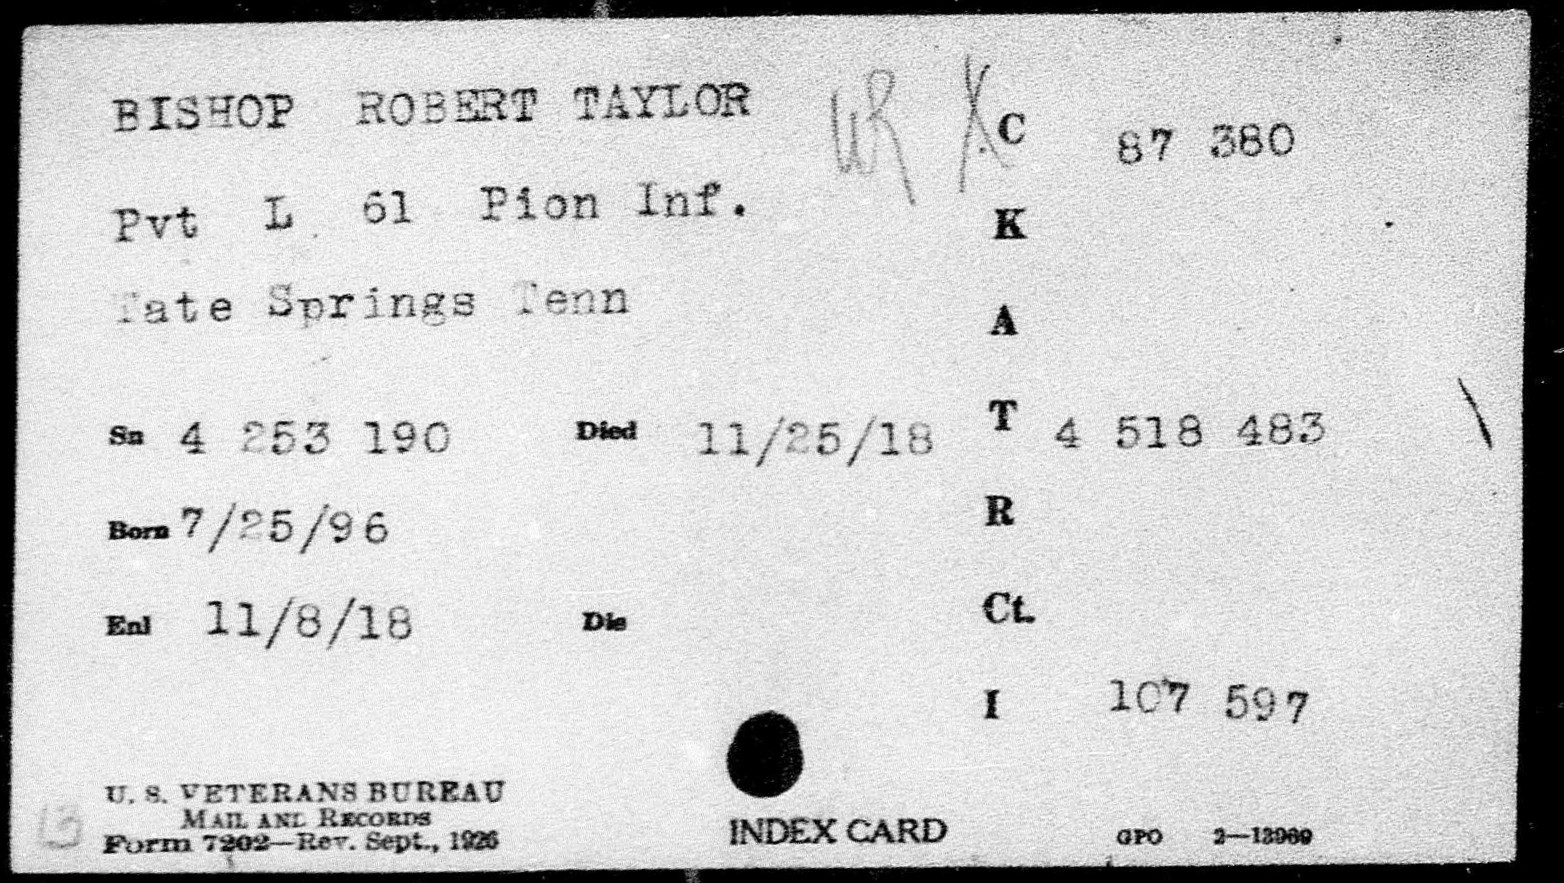 BISHOP ROBERT TAYLOR
C 87 380
Pvt L 61 Pion Inf.
K
Tate Springs Tenn
A
Sn 4 253 190 Died 11/25/18 T 4 518 483
Born 7/25/96
R
Enl 11/8/18 Dis
Ct.
I 107 597
U. S. VETERANS BUREAU
MAIL AND RECORDS
Form 7202—Rev. Sept., 1926
13
INDEX CARD
GPO